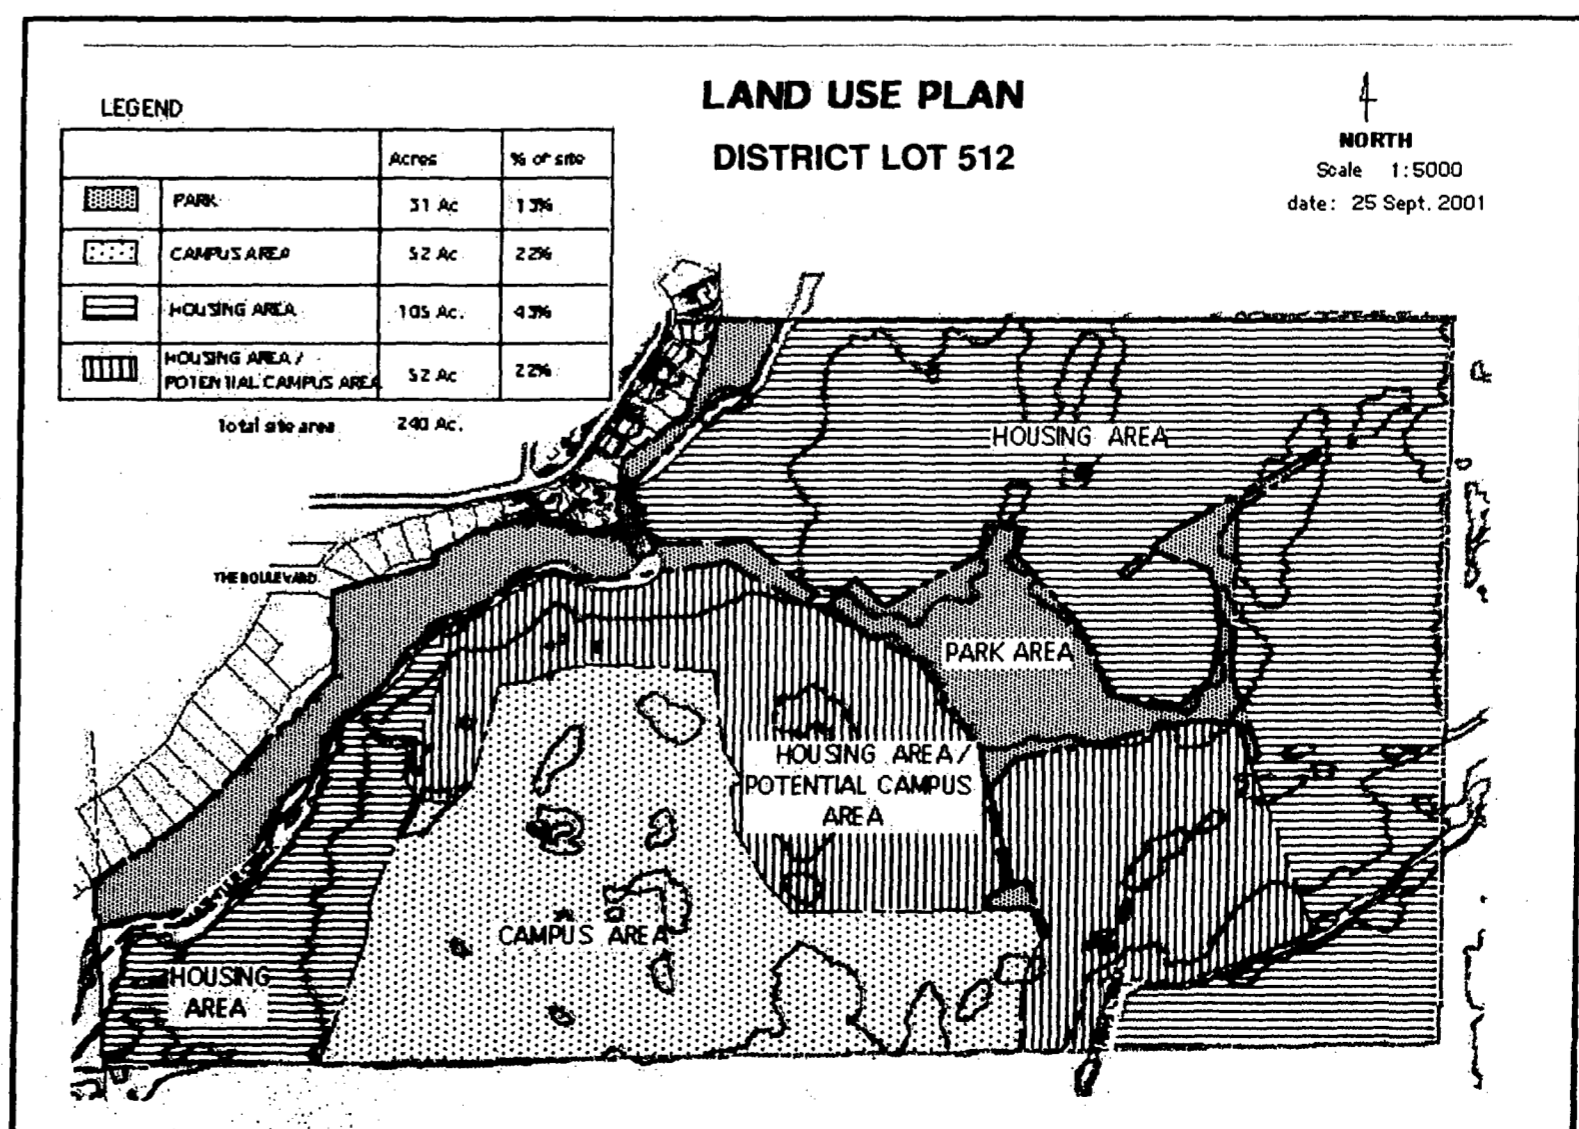 LAND USE PLAN
DISTRICT LOT 512
NORTH
Scale 1:5000
date: 25 Sept. 2001
LEGEND
Acres % of site
PARK 31 Ac 13%
CAMPUS AREA 52 Ac 22%
HOUSING AREA 105 Ac. 43%
HOUSING AREA /
POTENTIAL CAMPUS AREA 52 Ac 22%
Total site area 240 Ac.
HOUSING AREA
THE BOULEVARD
PARK AREA
HOUSING AREA/
POTENTIAL CAMPUS
AREA
CAMPUS AREA
HOUSING
AREA